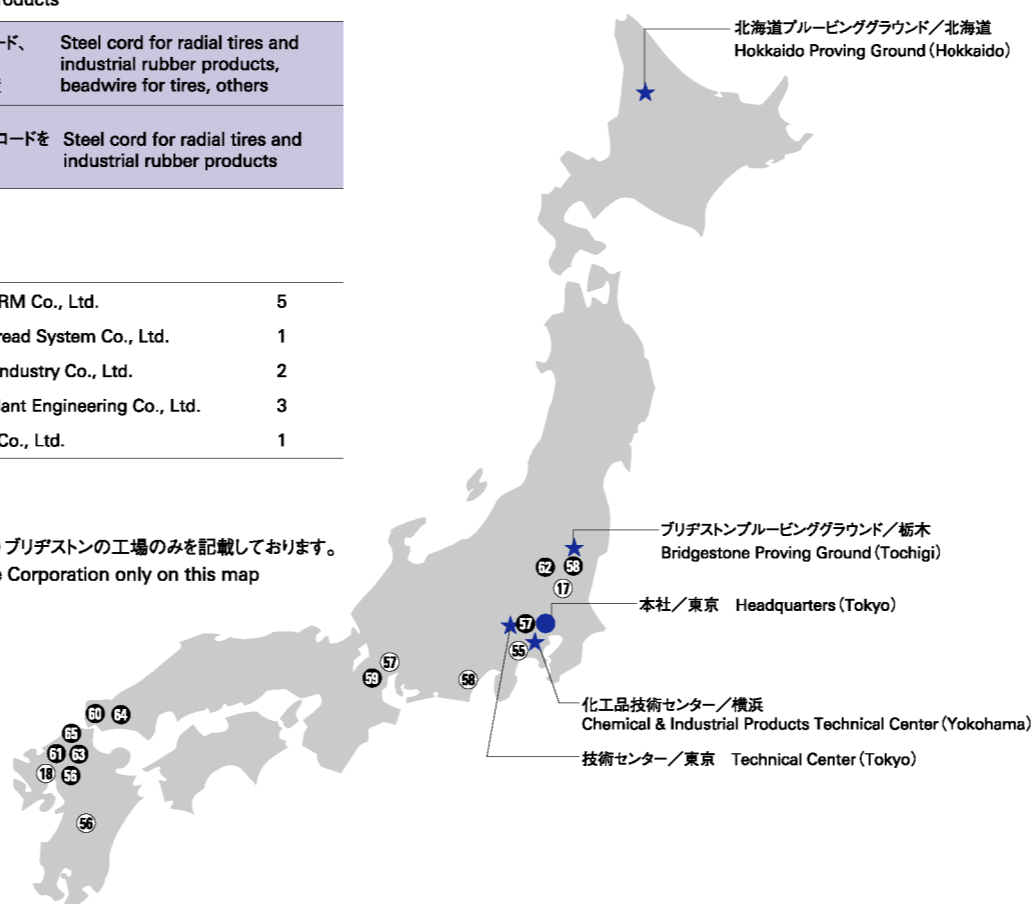 roducts
ード、
Steel cord for radial tires and
industrial rubber products,
beadwire for tires, others
コードを
Steel cord for radial tires and
industrial rubber products
RM Co., Ltd. 5
read System Co., Ltd. 1
ndustry Co., Ltd. 2
lant Engineering Co., Ltd. 3
Co., Ltd. 1
ブリヂストンの工場のみを記載しております。
e Corporation only on this map
北海道プルービンググラウンド/北海道
Hokkaido Proving Ground (Hokkaido)
ブリヂストンプルービンググラウンド/栃木
Bridgestone Proving Ground (Tochigi)
62 58
17
本社/東京 Headquarters (Tokyo)
57
55
57
59
58
化工品技術センター/横浜
Chemical & Industrial Products Technical Center (Yokohama)
技術センター/東京 Technical Center (Tokyo)
60 64
65
61 63
18 56
56